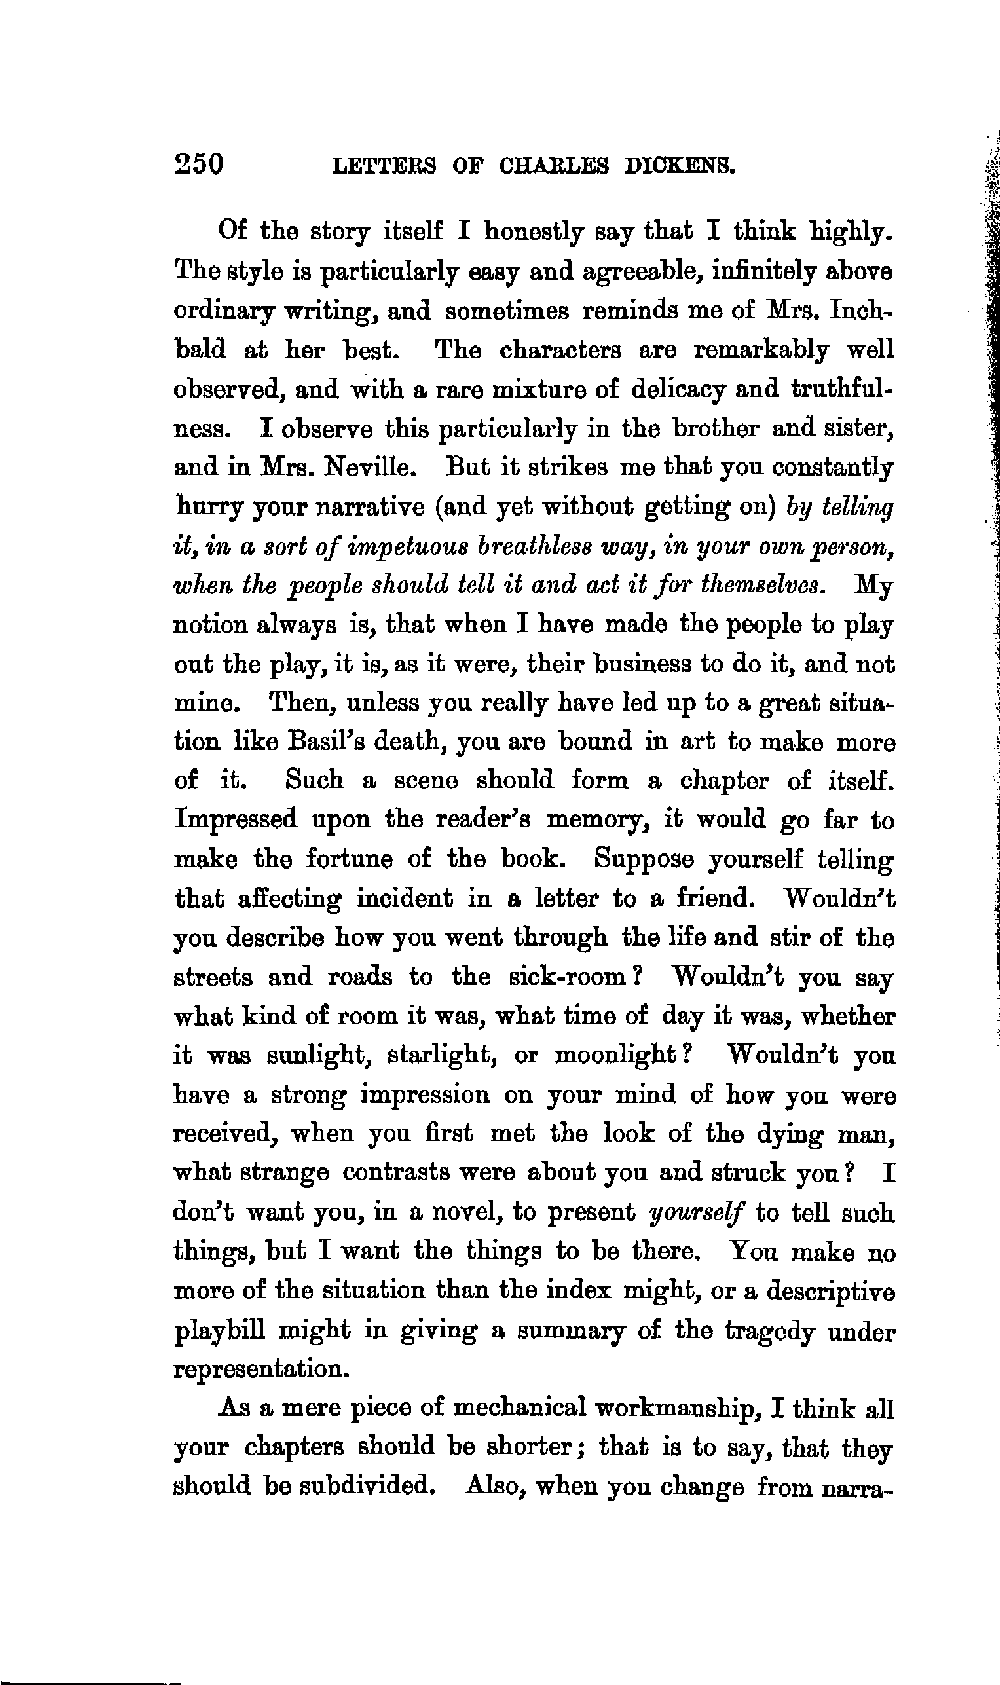 250 LETTERS OF CHARLES DICKENS.
Of the story itself I honestly say that I think highly.
The style is particularly easy and agreeable, infinitely above
ordinary writing, and sometimes reminds me of Mrs. Inch-
bald at her best. The characters are remarkably well
observed, and with a rare mixture of delicacy and truthful-
ness. I observe this particularly in the brother and sister,
and in Mrs. Neville. But it strikes me that you constantly
hurry your narrative (and yet without getting on) by telling
it, in a sort of impetuous breathless way, in your own person,
when the people should tell it and act it for themselves. My
notion always is, that when I have made the people to play
out the play, it is, as it were, their business to do it, and not
mine. Then, unless you really have led up to a great situa-
tion like Basil's death, you are bound in art to make more
of it. Such a scene should form a chapter of itself.
Impressed upon the reader's memory, it would go far to
make the fortune of the book. Suppose yourself telling
that affecting incident in a letter to a friend. Wouldn't
you describe how you went through the life and stir of the
streets and roads to the sick-room? Wouldn't you say
what kind of room it was, what time of day it was, whether
it was sunlight, starlight, or moonlight? Wouldn't you
have a strong impression on your mind of how you were
received, when you first met the look of the dying man,
what strange contrasts were about you and struck you? I
don't want you, in a novel, to present yourself to tell such
things, but I want the things to be there. You make no
more of the situation than the index might, or a descriptive
playbill might in giving a summary of the tragedy under
representation.
As a mere piece of mechanical workmanship, I think all
your chapters should be shorter; that is to say, that they
should be subdivided. Also, when you change from narra-